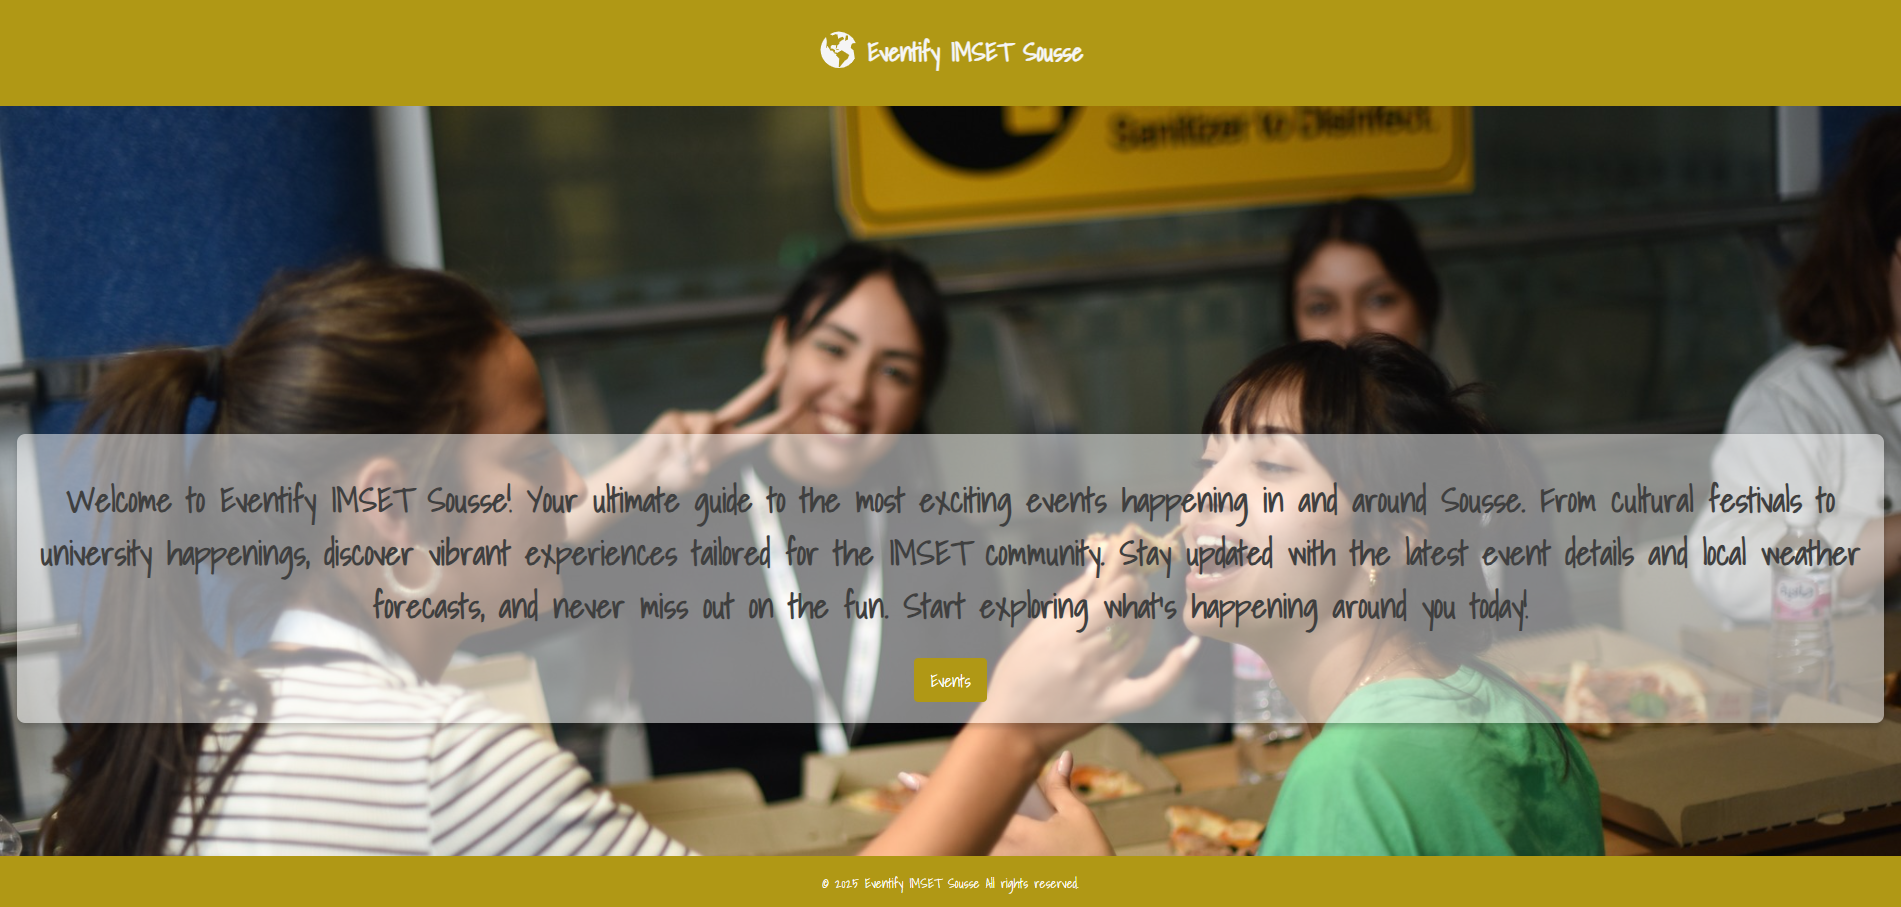 Eventify IMSET Sousse
Sanitizer to Disinfect.
Welcome to Eventify IMSET Sousse! Your ultimate guide to the most exciting events happening in and around Sousse. From cultural festivals to
university happenings, discover vibrant experiences tailored for the IMSET community. Stay updated with the latest event details and local weather
forecasts, and never miss out on the fun. Start exploring what's happening around you today!
Events
© 2025 Eventify IMSET Sousse All rights reserved.